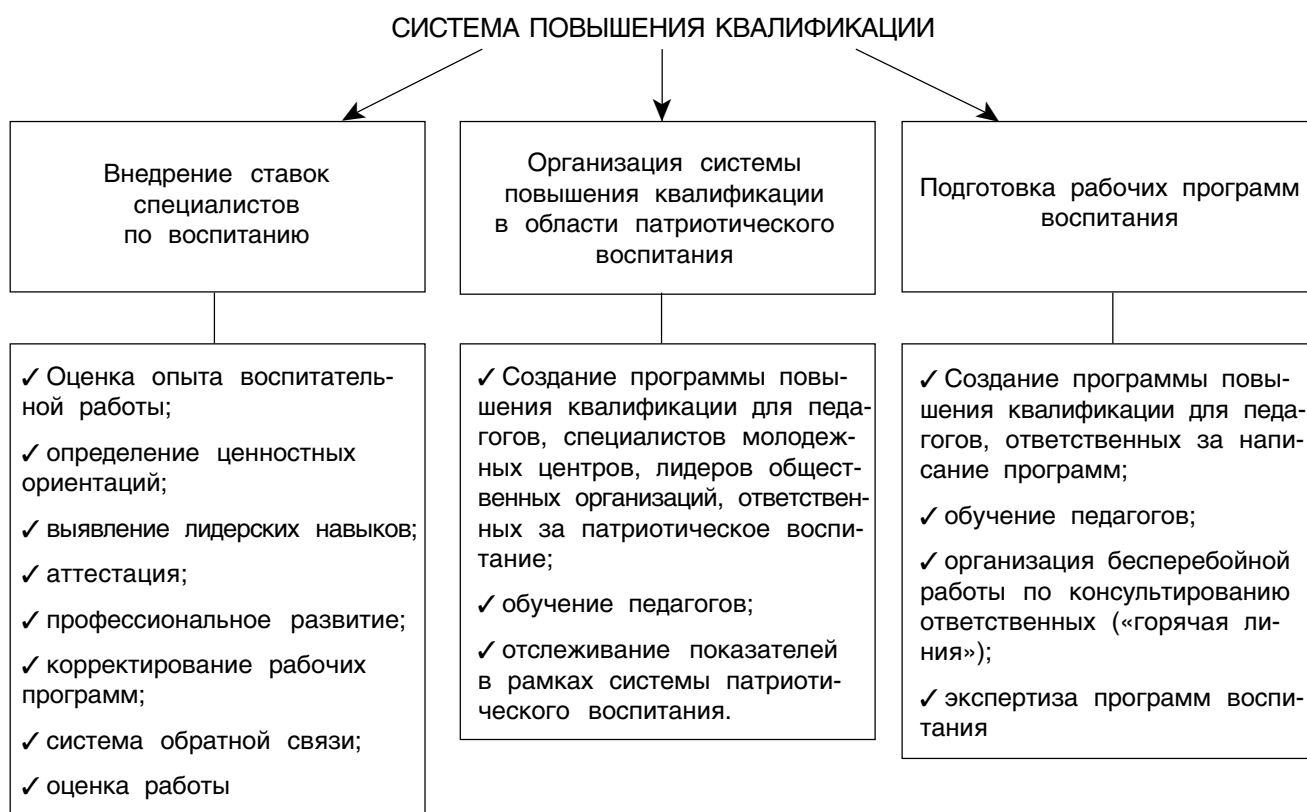 СИСТЕМА ПОВЫШЕНИЯ КВАЛИФИКАЦИИ
Внедрение ставок
специалистов
по воспитанию
Организация системы
повышения квалификации
в области патриотического
воспитания
Подготовка рабочих программ
воспитания
✓ Оценка опыта воспитатель-
ной работы;
✓ определение ценностных
ориентаций;
✓ выявление лидерских навыков;
✓ аттестация;
✓ профессиональное развитие;
✓ корректирование рабочих
программ;
✓ система обратной связи;
✓ оценка работы
✓ Создание программы повы-
шения квалификации для педа-
гогов, специалистов молодеж-
ных центров, лидеров общест-
венных организаций, ответствен-
ных за патриотическое воспи-
тание;
✓ обучение педагогов;
✓ отслеживание показателей
в рамках системы патриоти-
ческого воспитания.
✓ Создание программы повы-
шения квалификации для педа-
гогов, ответственных за напи-
сание программ;
✓ обучение педагогов;
✓ организация бесперебойной
работы по консультированию
ответственных («горячая ли-
ния»);
✓ экспертиза программ воспи-
тания